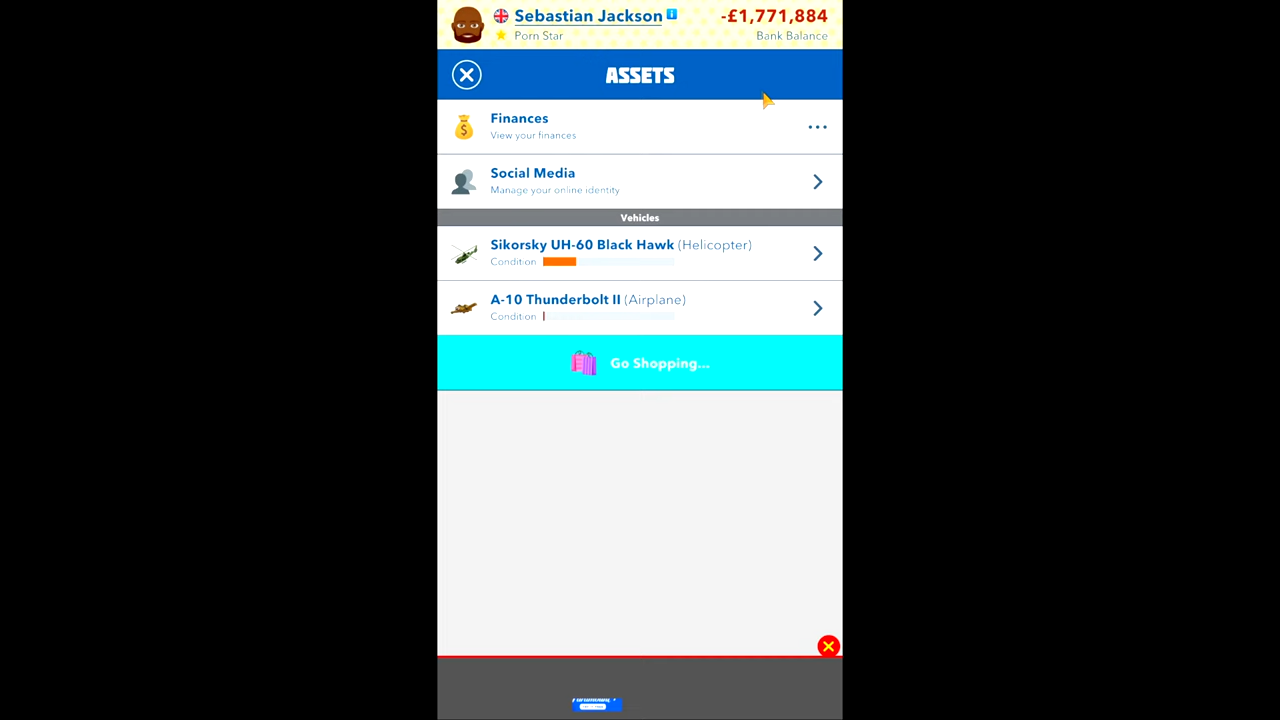 Sebastian Jackson
-£1,771,884
Porn Star
Bank Balance
ASSETS
Finances
View your finances
Social Media
Manage your online identity
Vehicles
Sikorsky UH-60 Black Hawk (Helicopter)
Condition
A-10 Thunderbolt II (Airplane)
Condition
Go Shopping...